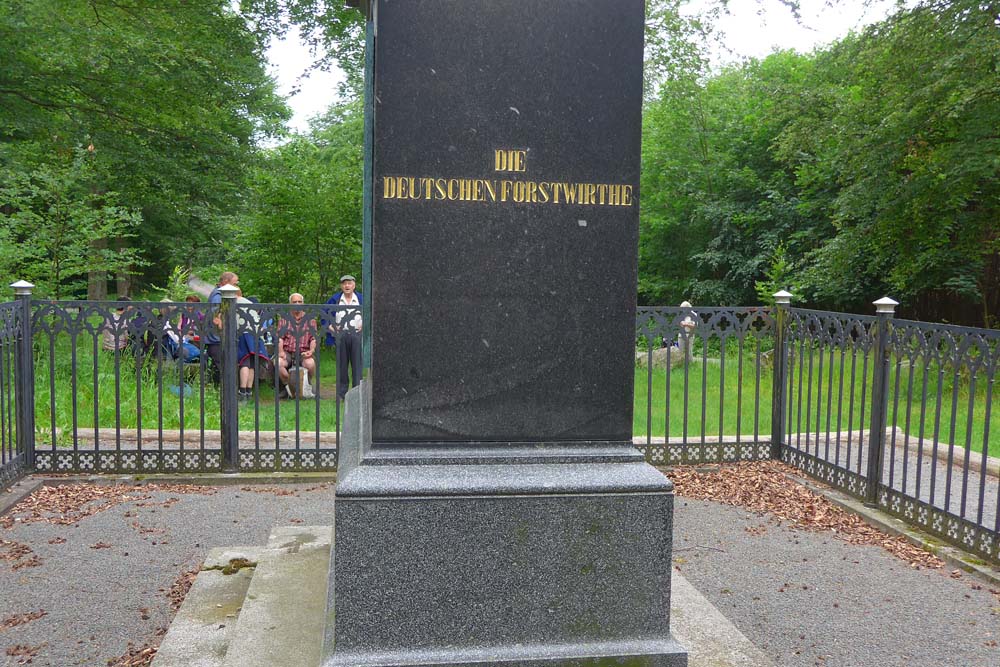 DIE
DEUTSCHEN FORSTWIRTHE